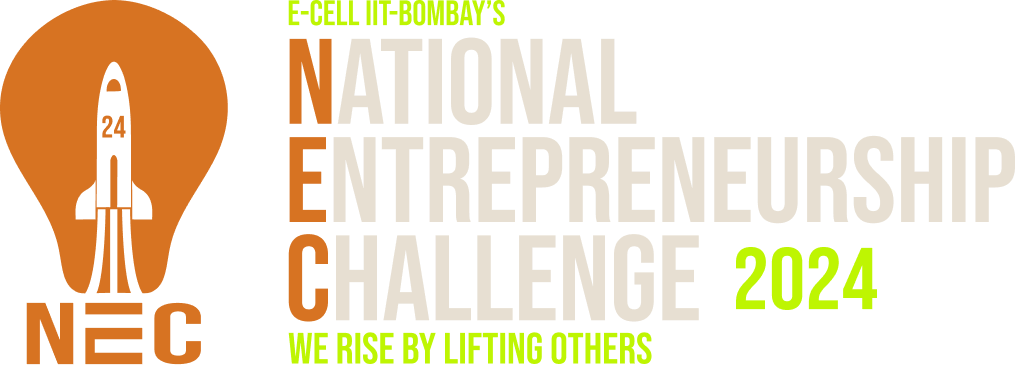 24
NEC
E-CELL IIT-BOMBAY'S
NATIONAL
ENTREPRENEURSHIP
CHALLENGE 2024
WE RISE BY LIFTING OTHERS